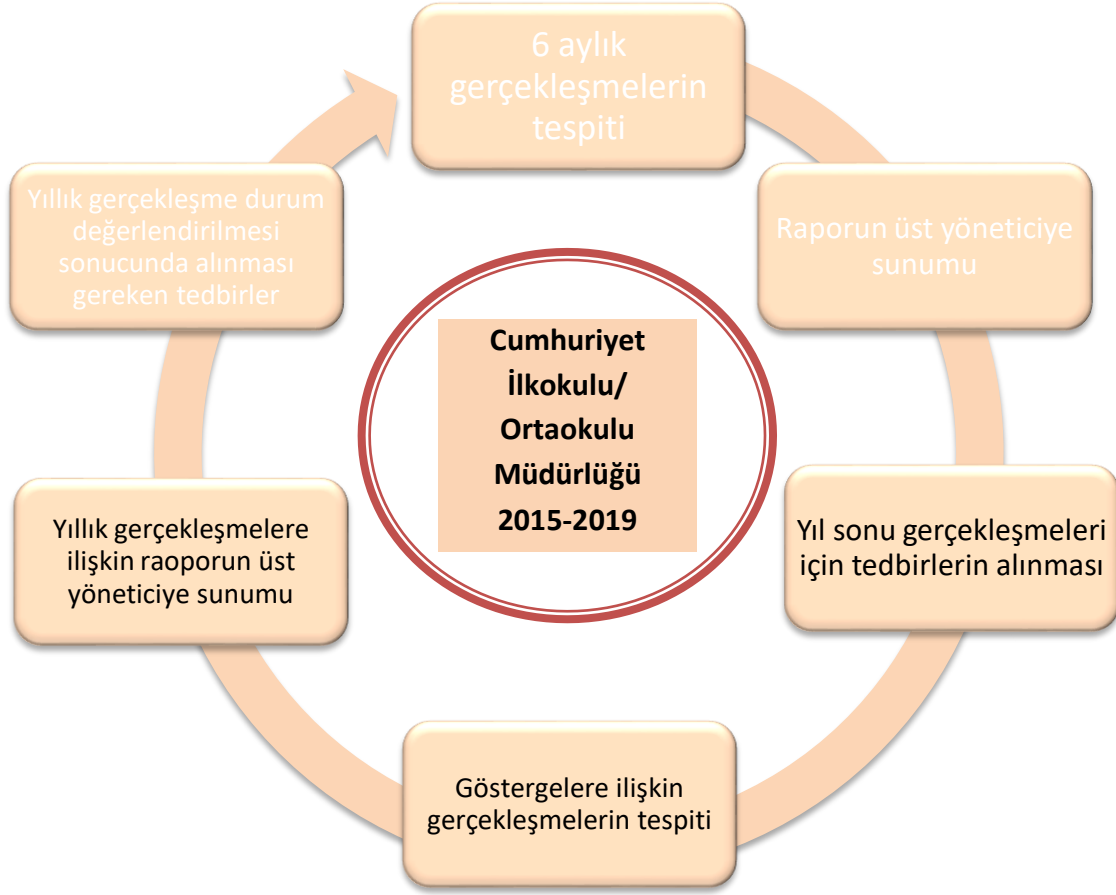 6 aylık
gerçekleşmelerin
tespiti
Raporun üst yöneticiye
sunumu
Yıl sonu gerçekleşmeleri
için tedbirlerin alınması
Göstergelere ilişkin
gerçekleşmelerin tespiti
Yıllık gerçekleşmelere
ilişkin raoporun üst
yöneticiye sunumu
Yıllık gerçekleşme durum
değerlendirilmesi
sonucunda alınması
gereken tedbirler
Cumhuriyet
İlkokulu/
Ortaokulu
Müdürlüğü
2015-2019